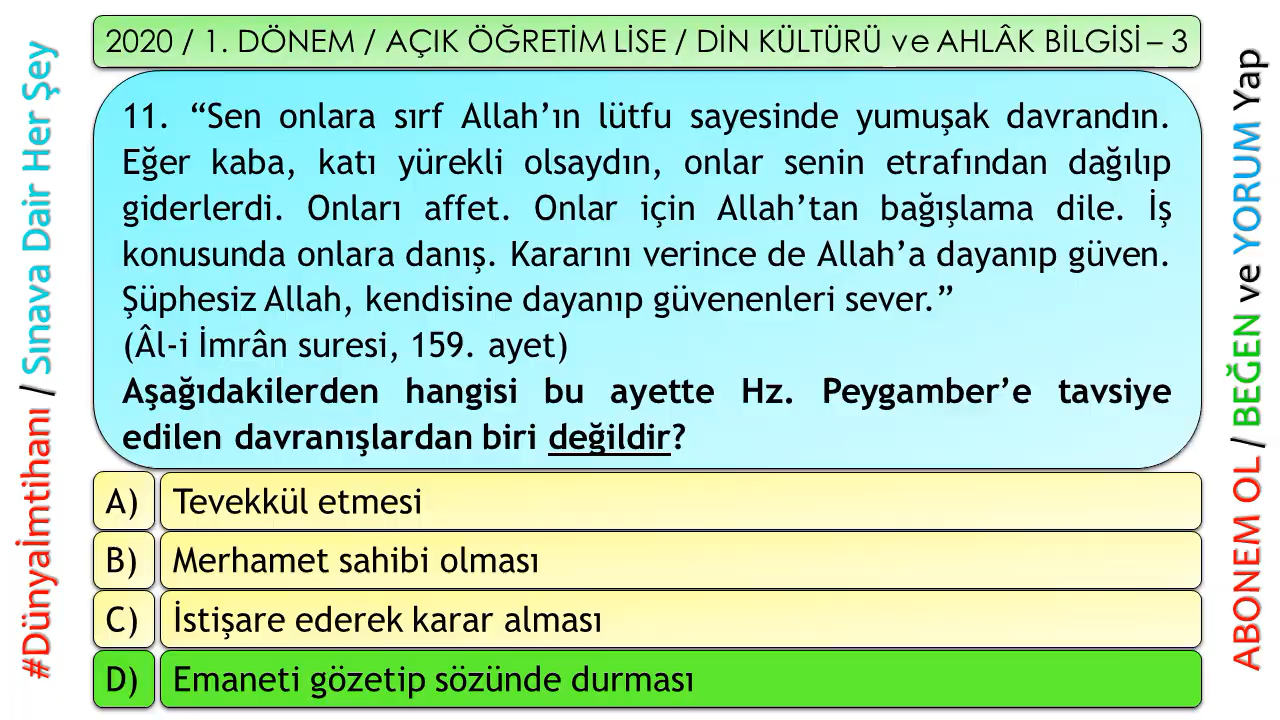 2020 / 1. DÖNEM / AÇIK ÖĞRETİM LİSE / DİN KÜLTÜRÜ ve AHLÂK BİLGİSİ – 3
11. “Sen onlara sırf Allah’ın lütfu sayesinde yumuşak davrandın.
Eğer kaba, katı yürekli olsaydın, onlar senin etrafından dağılıp
giderlerdi. Onları affet. Onlar için Allah’tan bağışlama dile. İş
konusunda onlara danış. Kararını verince de Allah’a dayanıp güven.
Şüphesiz Allah, kendisine dayanıp güvenenleri sever.”
(Âl-i İmrân suresi, 159. ayet)
Aşağıdakilerden hangisi bu ayette Hz. Peygamber’e tavsiye
edilen davranışlardan biri değildir?
A) Tevekkül etmesi
B) Merhamet sahibi olması
C) İstişare ederek karar alması
D) Emaneti gözetip sözünde durması
#Dünyaİmtihanı / Sınava Dair Her Şey
ABONEM OL / BEĞEN ve YORUM Yap